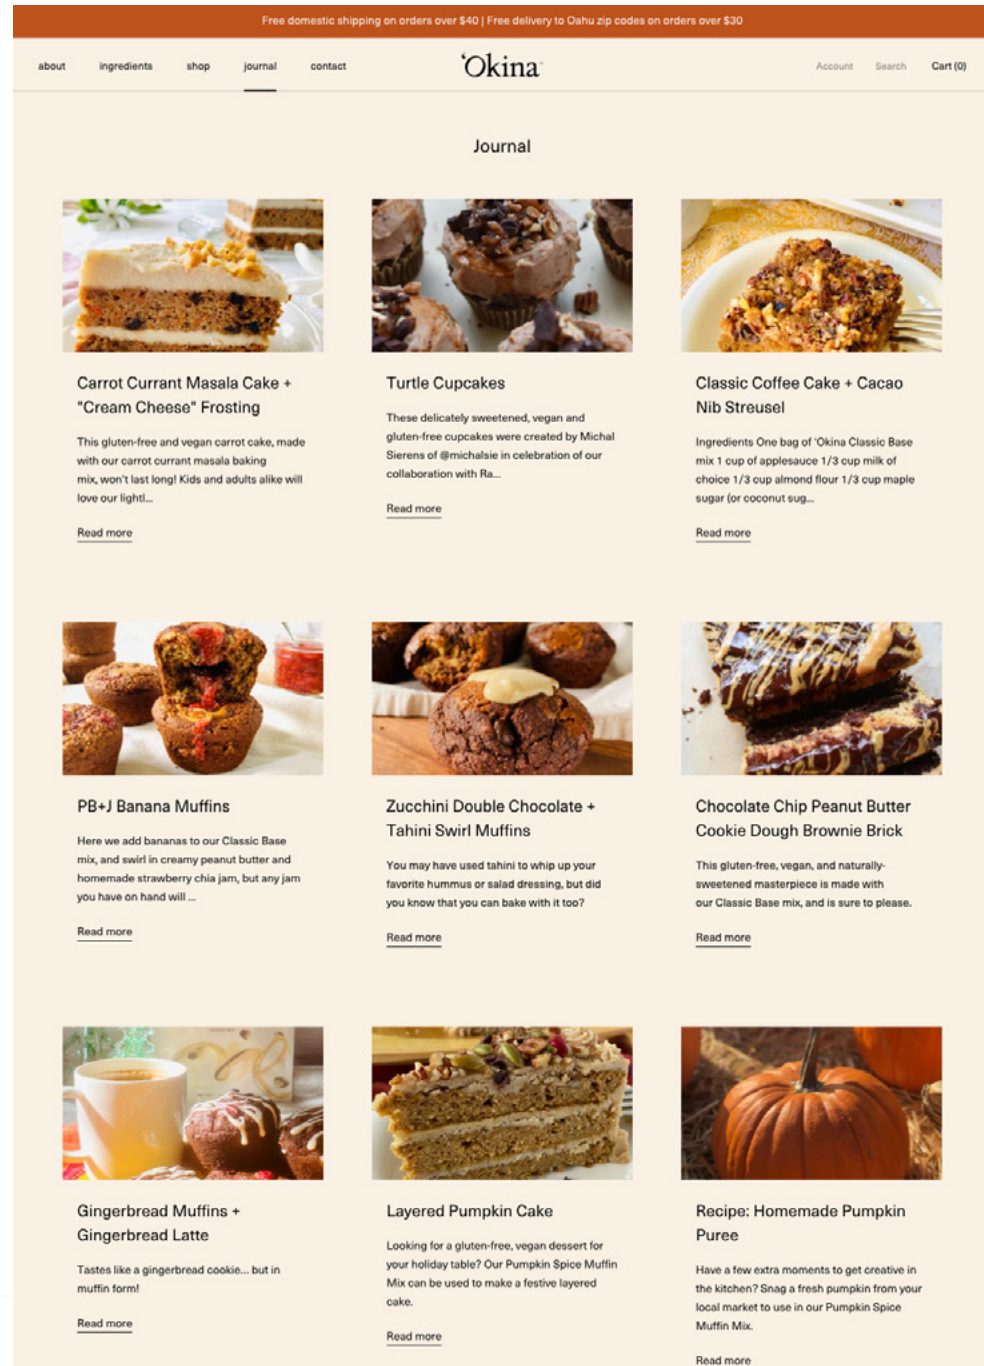 Free domestic shipping on orders over $40 | Free delivery to Oahu zip codes on orders over $30
about
ingredients
shop
journal
contact
ʻOkina
Account
Search
Cart (0)
Journal
Carrot Currant Masala Cake +
"Cream Cheese" Frosting
This gluten-free and vegan carrot cake, made
with our carrot currant masala baking
mix, won't last long! Kids and adults alike will
love our lightl...
Read more
Turtle Cupcakes
These delicately sweetened, vegan and
gluten-free cupcakes were created by Michal
Sierens of @michalsie in celebration of our
collaboration with Ra...
Read more
Classic Coffee Cake + Cacao
Nib Streusel
Ingredients One bag of ʻOkina Classic Base
mix 1 cup of applesauce 1/3 cup milk of
choice 1/3 cup almond flour 1/3 cup maple
sugar (or coconut sug...
Read more
PB+J Banana Muffins
Here we add bananas to our Classic Base
mix, and swirl in creamy peanut butter and
homemade strawberry chia jam, but any jam
you have on hand will ...
Read more
Zucchini Double Chocolate +
Tahini Swirl Muffins
You may have used tahini to whip up your
favorite hummus or salad dressing, but did
you know that you can bake with it too?
Read more
Chocolate Chip Peanut Butter
Cookie Dough Brownie Brick
This gluten-free, vegan, and naturally-
sweetened masterpiece is made with
our Classic Base mix, and is sure to please.
Read more
Gingerbread Muffins +
Gingerbread Latte
Tastes like a gingerbread cookie... but in
muffin form!
Read more
Layered Pumpkin Cake
Looking for a gluten-free, vegan dessert for
your holiday table? Our Pumpkin Spice Muffin
Mix can be used to make a festive layered
cake.
Read more
Recipe: Homemade Pumpkin
Puree
Have a few extra moments to get creative in
the kitchen? Snag a fresh pumpkin from your
local market to use in our Pumpkin Spice
Muffin Mix.
Read more